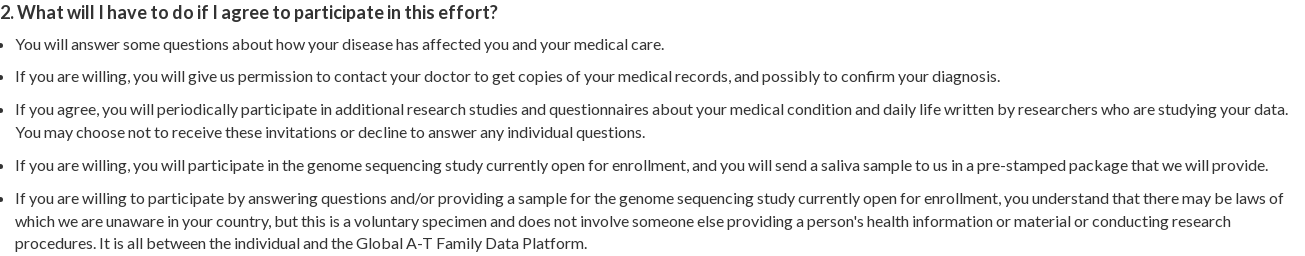 2. What will I have to do if I agree to participate in this effort?
• You will answer some questions about how your disease has affected you and your medical care.
• If you are willing, you will give us permission to contact your doctor to get copies of your medical records, and possibly to confirm your diagnosis.
• If you agree, you will periodically participate in additional research studies and questionnaires about your medical condition and daily life written by researchers who are studying your data.
You may choose not to receive these invitations or decline to answer any individual questions.
• If you are willing, you will participate in the genome sequencing study currently open for enrollment, and you will send a saliva sample to us in a pre-stamped package that we will provide.
• If you are willing to participate by answering questions and/or providing a sample for the genome sequencing study currently open for enrollment, you understand that there may be laws of
which we are unaware in your country, but this is a voluntary specimen and does not involve someone else providing a person's health information or material or conducting research
procedures. It is all between the individual and the Global A-T Family Data Platform.